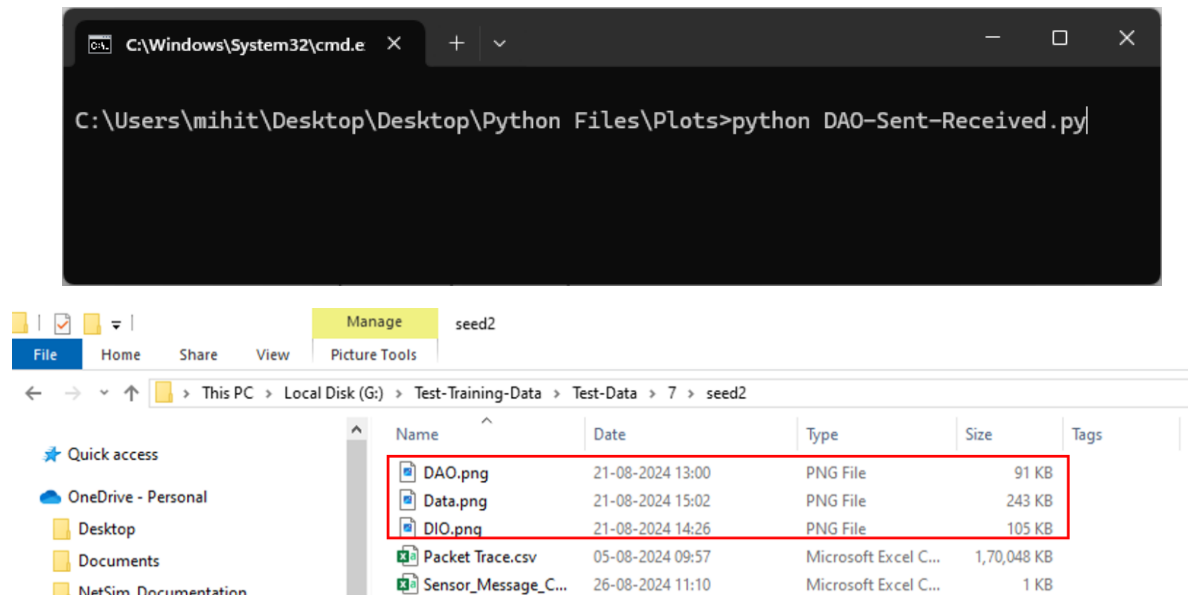 C:\Windows\System32\cmd.e
C:\Users\mihit\Desktop\Desktop\Python Files\Plots>python DAO-Sent-Received.py
Manage seed2
File Home Share View Picture Tools
This PC > Local Disk (G:) > Test-Training-Data > Test-Data > 7 > seed2
Name Date Type Size Tags
Quick access
DAO.png 21-08-2024 13:00 PNG File 91 KB
OneDrive - Personal
Data.png 21-08-2024 15:02 PNG File 243 KB
Desktop
DIO.png 21-08-2024 14:26 PNG File 105 KB
Documents
Packet Trace.csv 05-08-2024 09:57 Microsoft Excel C... 1,70,048 KB
NetSim Documentation
Sensor_Message_C... 26-08-2024 11:10 Microsoft Excel C... 1 KB